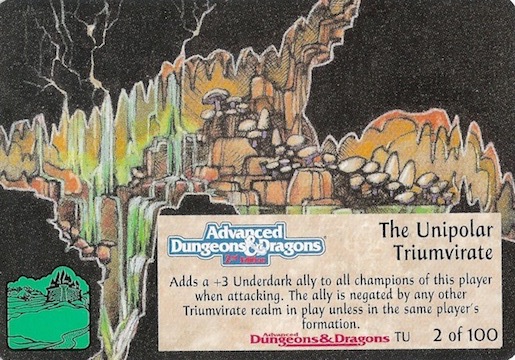 Advanced
Dungeons & Dragons
2nd Edition
The Unipolar
Triumvirate
Adds a +3 Underdark ally to all champions of this player
when attacking. The ally is negated by any other
Triumvirate realm in play unless in the same player's
formation.
Advanced
Dungeons & Dragons TU 2 of 100